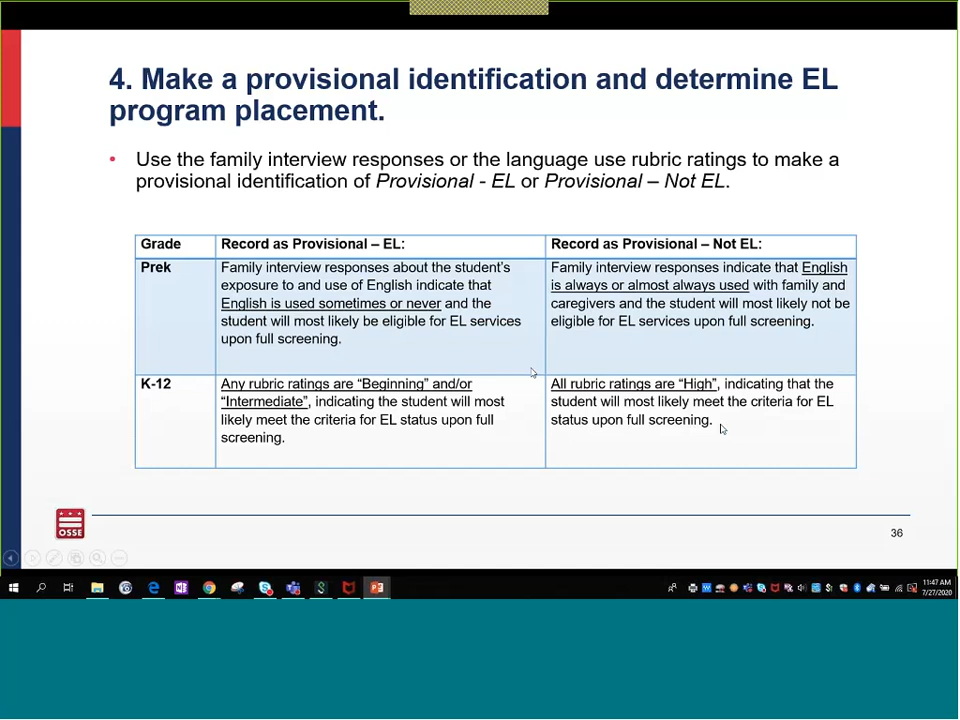 4. Make a provisional identification and determine EL
program placement.
• Use the family interview responses or the language use rubric ratings to make a
provisional identification of Provisional - EL or Provisional – Not EL.
Grade
Record as Provisional – EL:
Record as Provisional – Not EL:
Prek
Family interview responses about the student's
exposure to and use of English indicate that
English is used sometimes or never and the
student will most likely be eligible for EL services
upon full screening.
Family interview responses indicate that English
is always or almost always used with family and
caregivers and the student will most likely not be
eligible for EL services upon full screening.
K-12
Any rubric ratings are “Beginning” and/or
“Intermediate”, indicating the student will most
likely meet the criteria for EL status upon full
screening.
All rubric ratings are “High”, indicating that the
student will most likely meet the criteria for EL
status upon full screening.
OSSE
36
11:47 AM
7/27/2020